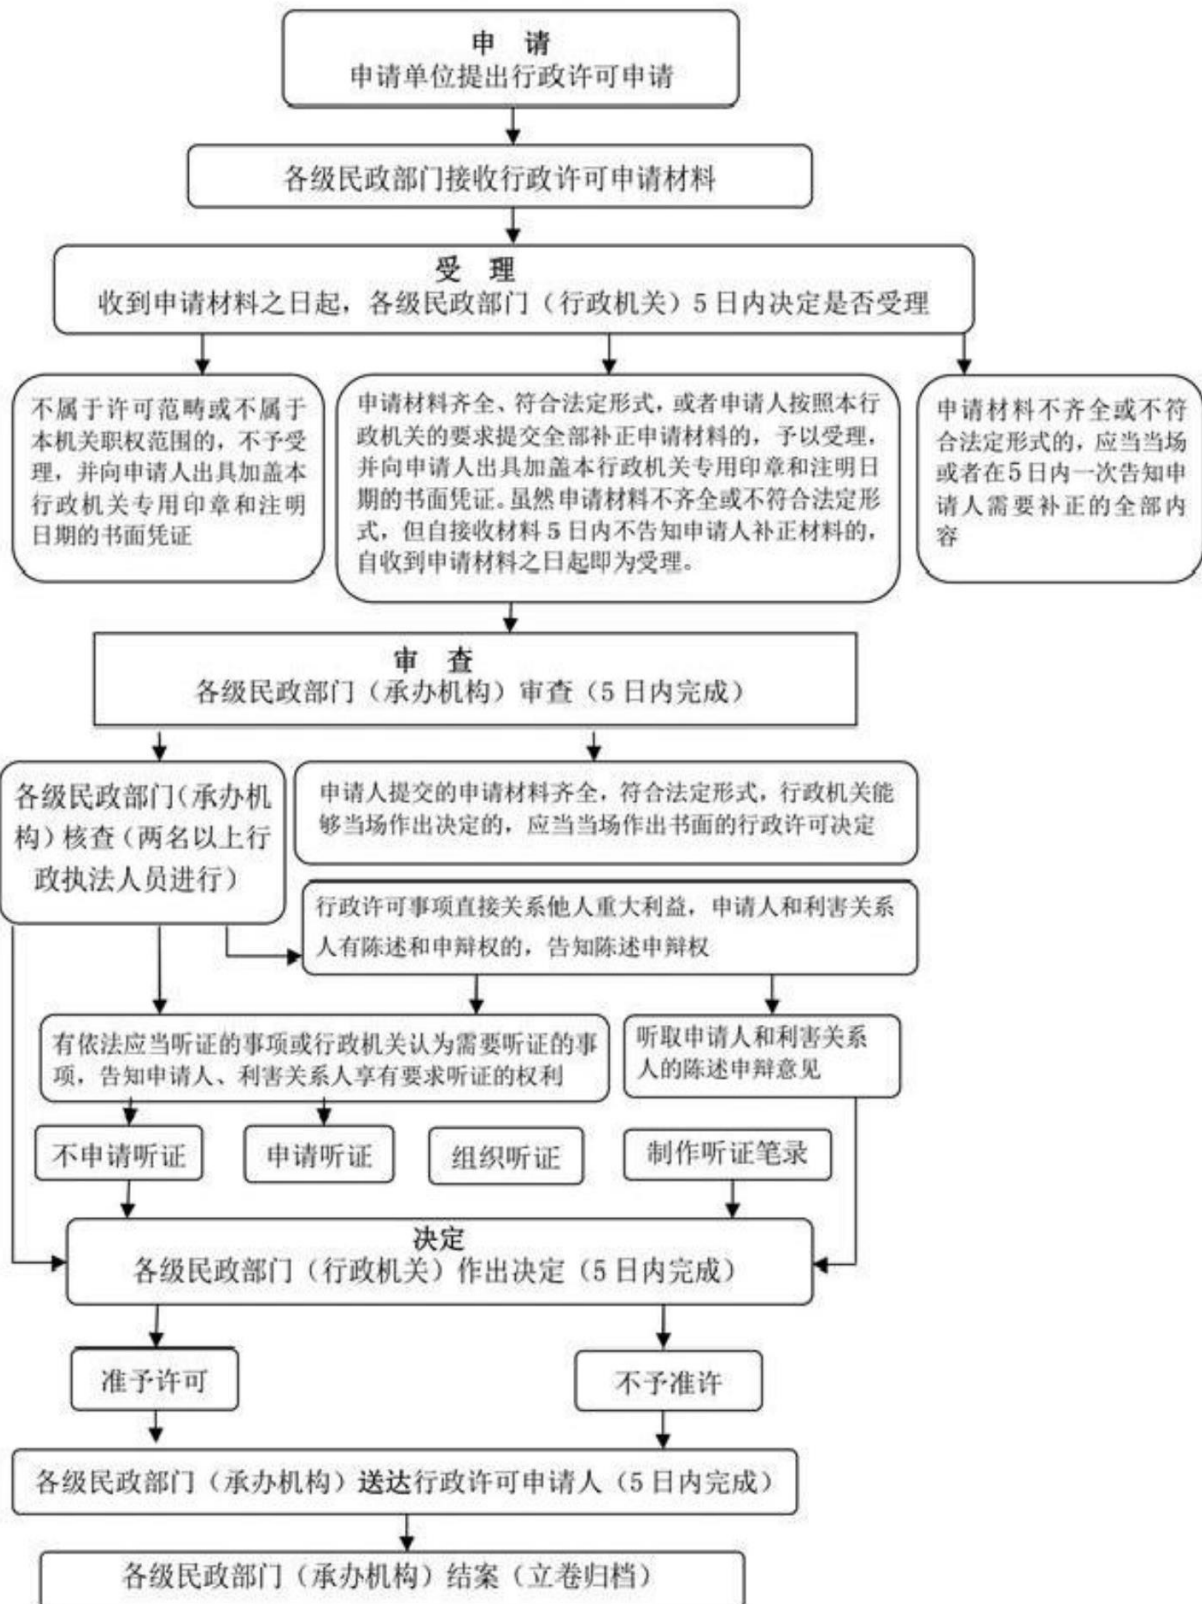 申　请
申请单位提出行政许可申请
各级民政部门接收行政许可申请材料
受　理
收到申请材料之日起，各级民政部门（行政机关）5日内决定是否受理
不属于许可范畴或不属于
本机关职权范围的，不予受
理，并向申请人出具加盖本
行政机关专用印章和注明
日期的书面凭证
申请材料齐全、符合法定形式，或者申请人按照本行
政机关的要求提交全部补正申请材料的，予以受理，
并向申请人出具加盖本行政机关专用印章和注明日
期的书面凭证。虽然申请材料不齐全或不符合法定形
式，但自接收材料5日内不告知申请人补正材料的，
自收到申请材料之日起即为受理。
申请材料不齐全或不符
合法定形式的，应当当场
或者在5日内一次告知申
请人需要补正的全部内
容
审　查
各级民政部门（承办机构）审查（5日内完成）
各级民政部门（承办机
构）核查（两名以上行
政执法人员进行）
申请人提交的申请材料齐全，符合法定形式，行政机关能
够当场作出决定的，应当当场作出书面的行政许可决定
行政许可事项直接关系他人重大利益，申请人和利害关系
人有陈述和申辩权的，告知陈述申辩权
有依法应当听证的事项或行政机关认为需要听证的事
项，告知申请人、利害关系人享有要求听证的权利
听取申请人和利害关系
人的陈述申辩意见
不申请听证
申请听证
组织听证
制作听证笔录
决定
各级民政部门（行政机关）作出决定（5日内完成）
准予许可
不予准许
各级民政部门（承办机构）送达行政许可申请人（5日内完成）
各级民政部门（承办机构）结案（立卷归档）